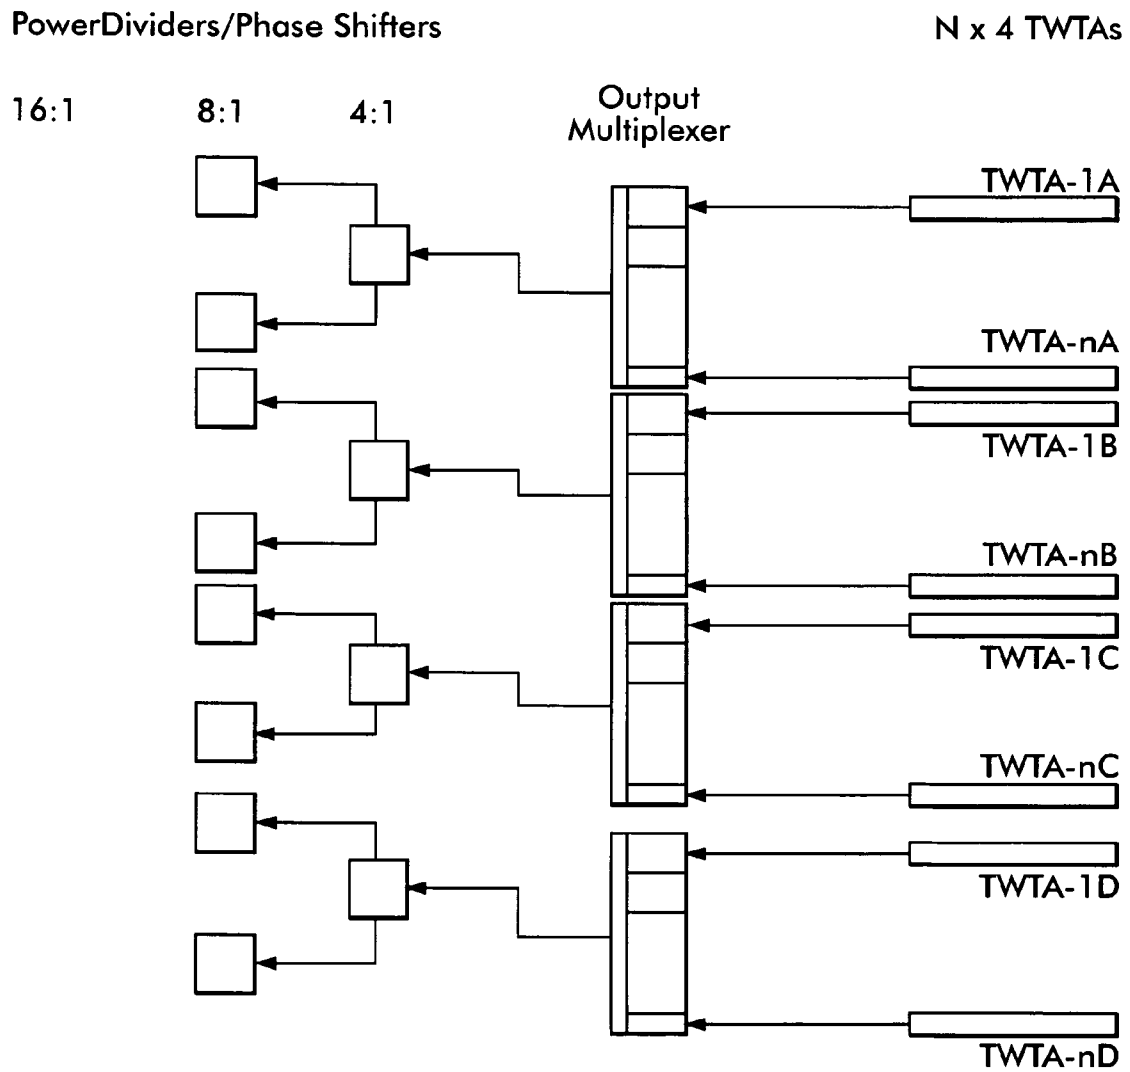 PowerDividers/Phase Shifters
N x 4 TWTAs
16:1
8:1
4:1
Output
Multiplexer
TWTA-1A
TWTA-nA
TWTA-1B
TWTA-nB
TWTA-1C
TWTA-nC
TWTA-1D
TWTA-nD